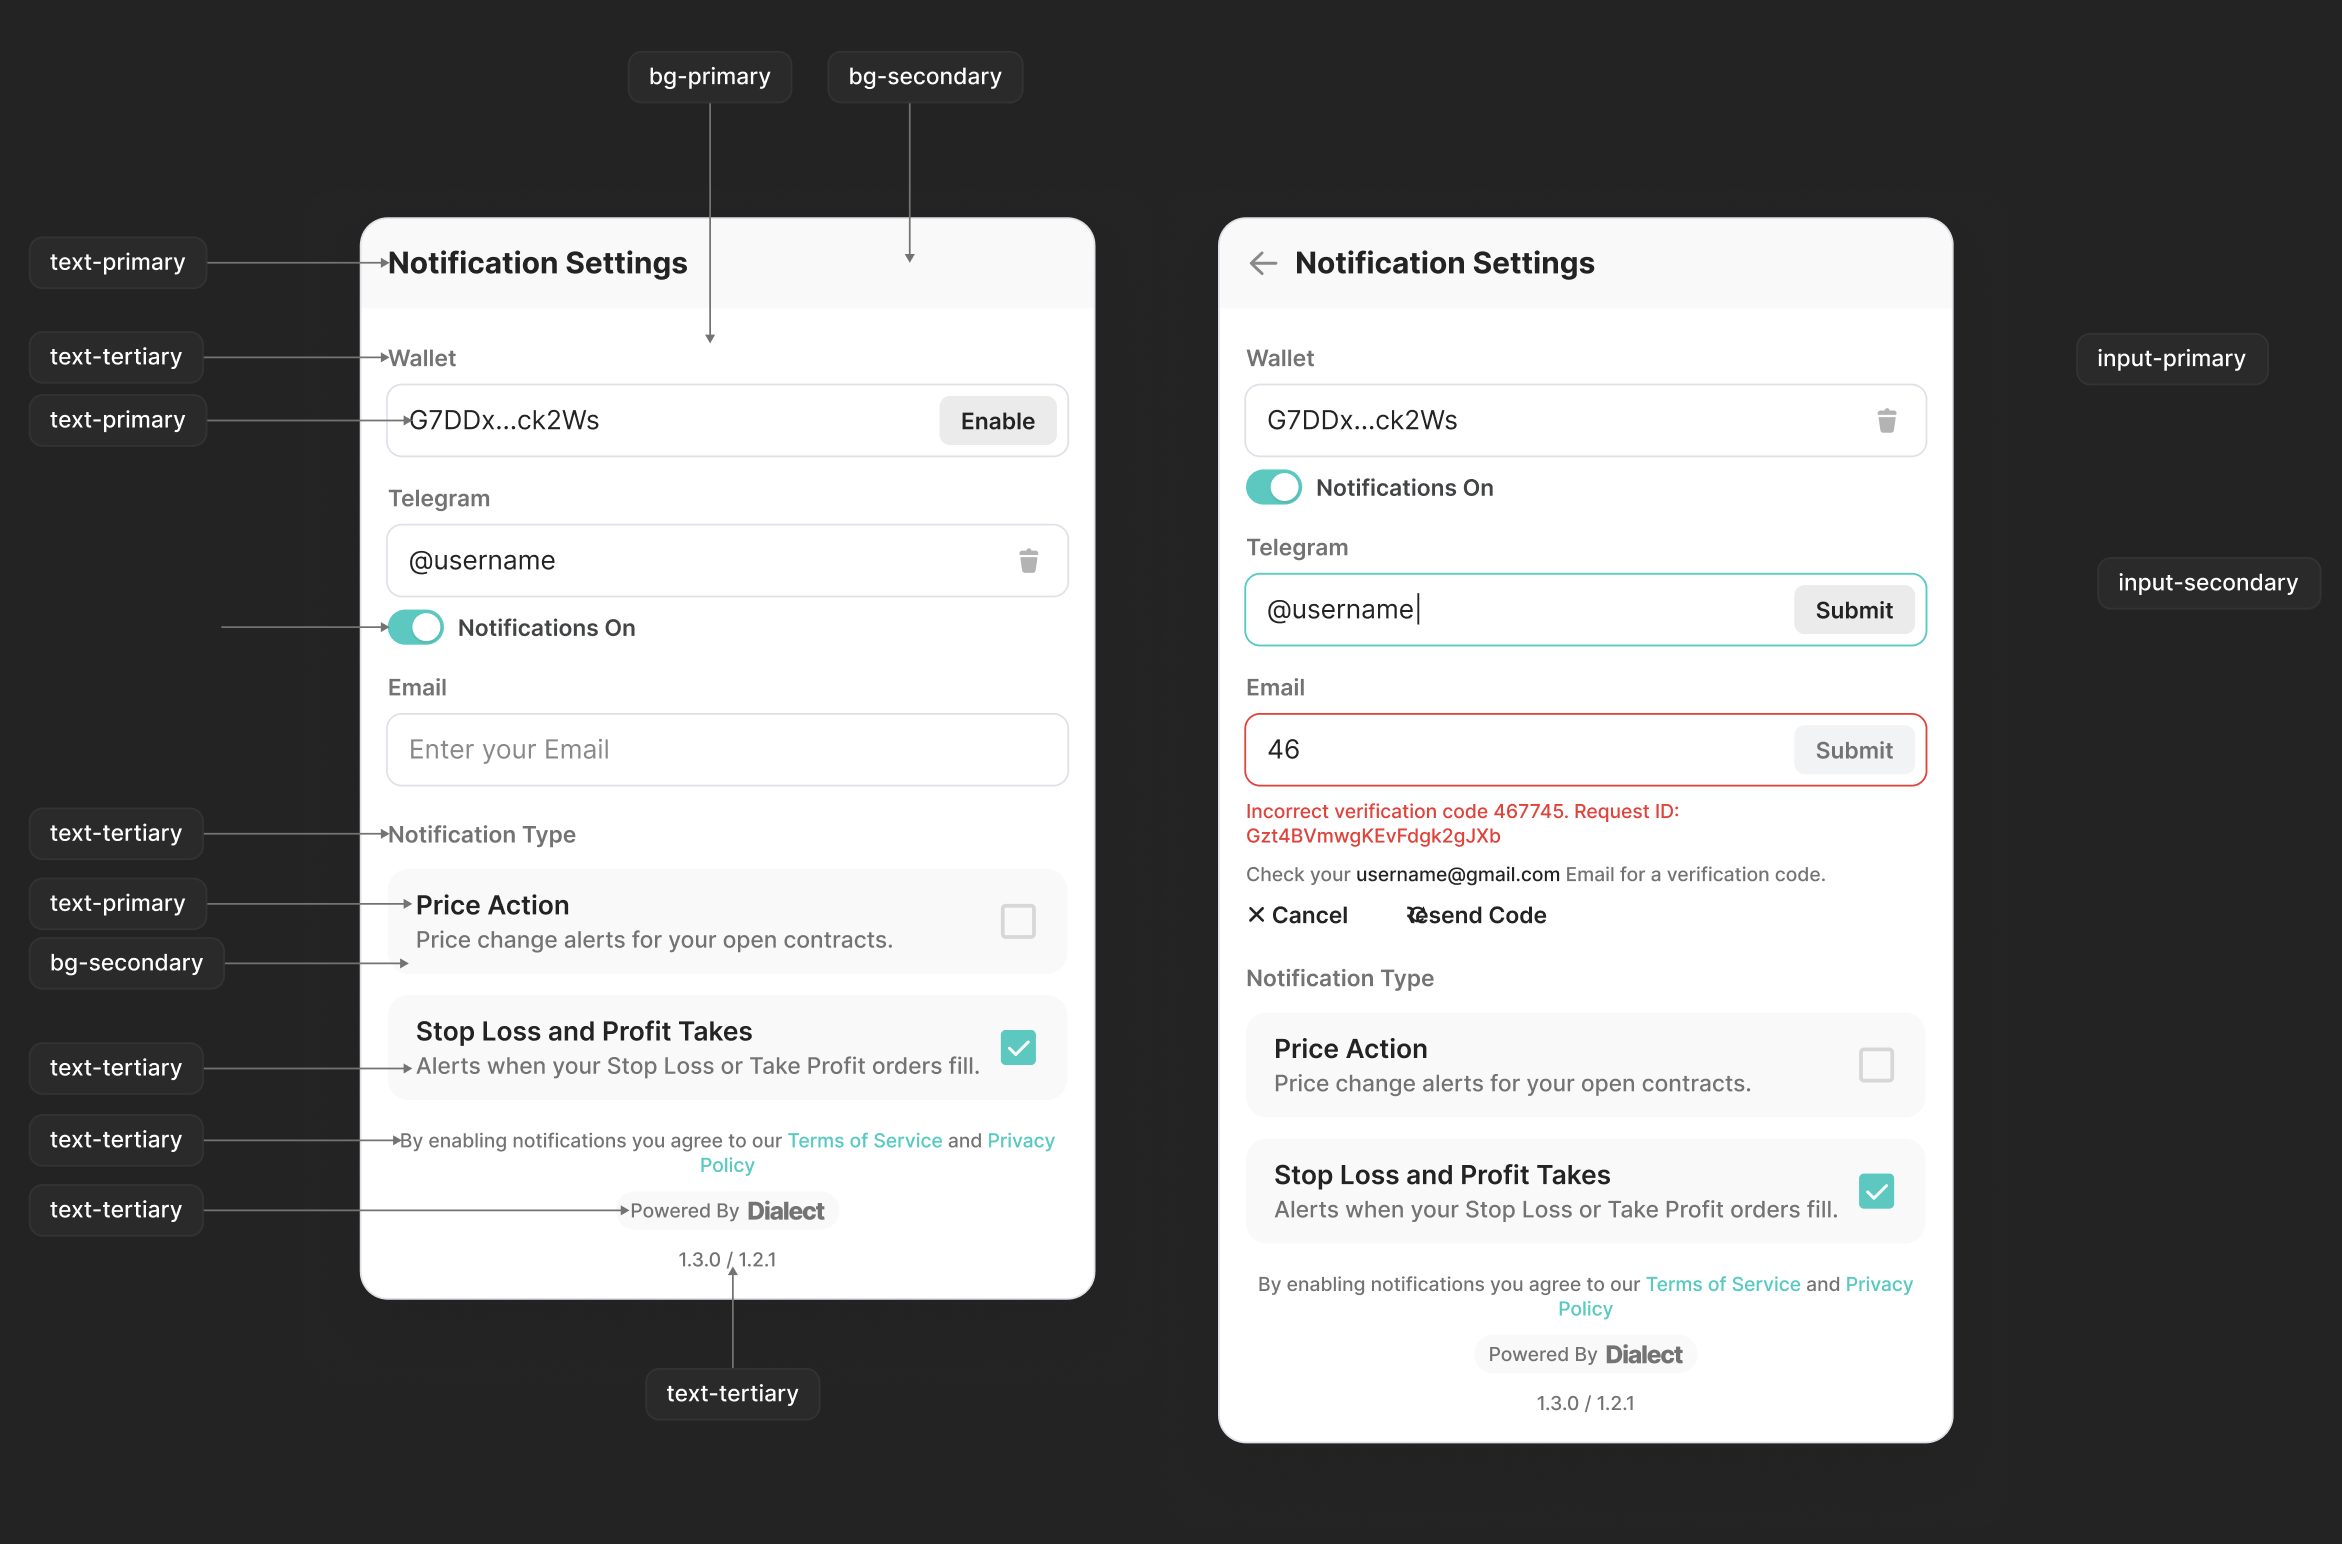 bg-primary
bg-secondary
text-primary
text-tertiary
text-primary
text-tertiary
text-primary
bg-secondary
text-tertiary
text-tertiary
text-tertiary
Notification Settings
Wallet
G7DDx...ck2Ws
Enable
Telegram
@username
Notifications On
Email
Enter your Email
Notification Type
Price Action
Price change alerts for your open contracts.
Stop Loss and Profit Takes
Alerts when your Stop Loss or Take Profit orders fill.
By enabling notifications you agree to our Terms of Service and Privacy
Policy
Powered By Dialect
1.3.0 / 1.2.1
text-tertiary
Notification Settings
Wallet
G7DDx...ck2Ws
Notifications On
Telegram
@username
Submit
Email
46
Submit
Incorrect verification code 467745. Request ID:
Gzt4BVmwgKEvFdgk2gJXb
Check your username@gmail.com Email for a verification code.
Cancel
Resend Code
Notification Type
Price Action
Price change alerts for your open contracts.
Stop Loss and Profit Takes
Alerts when your Stop Loss or Take Profit orders fill.
By enabling notifications you agree to our Terms of Service and Privacy
Policy
Powered By Dialect
1.3.0 / 1.2.1
input-primary
input-secondary